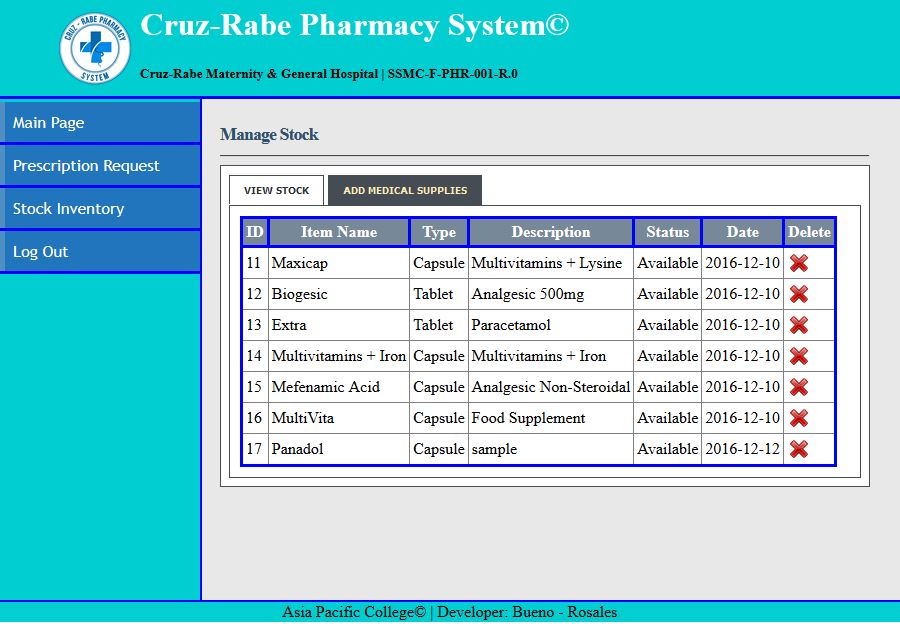 CRUZ - RABE PHARMACY
SYSTEM
Cruz-Rabe Pharmacy System©
Cruz-Rabe Maternity & General Hospital | SSMC-F-PHR-001-R.0
Main Page
Prescription Request
Stock Inventory
Log Out
Manage Stock
VIEW STOCK ADD MEDICAL SUPPLIES
ID Item Name Type Description Status Date Delete
11 Maxicap Capsule Multivitamins + Lysine Available 2016-12-10
12 Biogesic Tablet Analgesic 500mg Available 2016-12-10
13 Extra Tablet Paracetamol Available 2016-12-10
14 Multivitamins + Iron Capsule Multivitamins + Iron Available 2016-12-10
15 Mefenamic Acid Capsule Analgesic Non-Steroidal Available 2016-12-10
16 MultiVita Capsule Food Supplement Available 2016-12-10
17 Panadol Capsule sample Available 2016-12-12
Asia Pacific College© | Developer: Bueno - Rosales